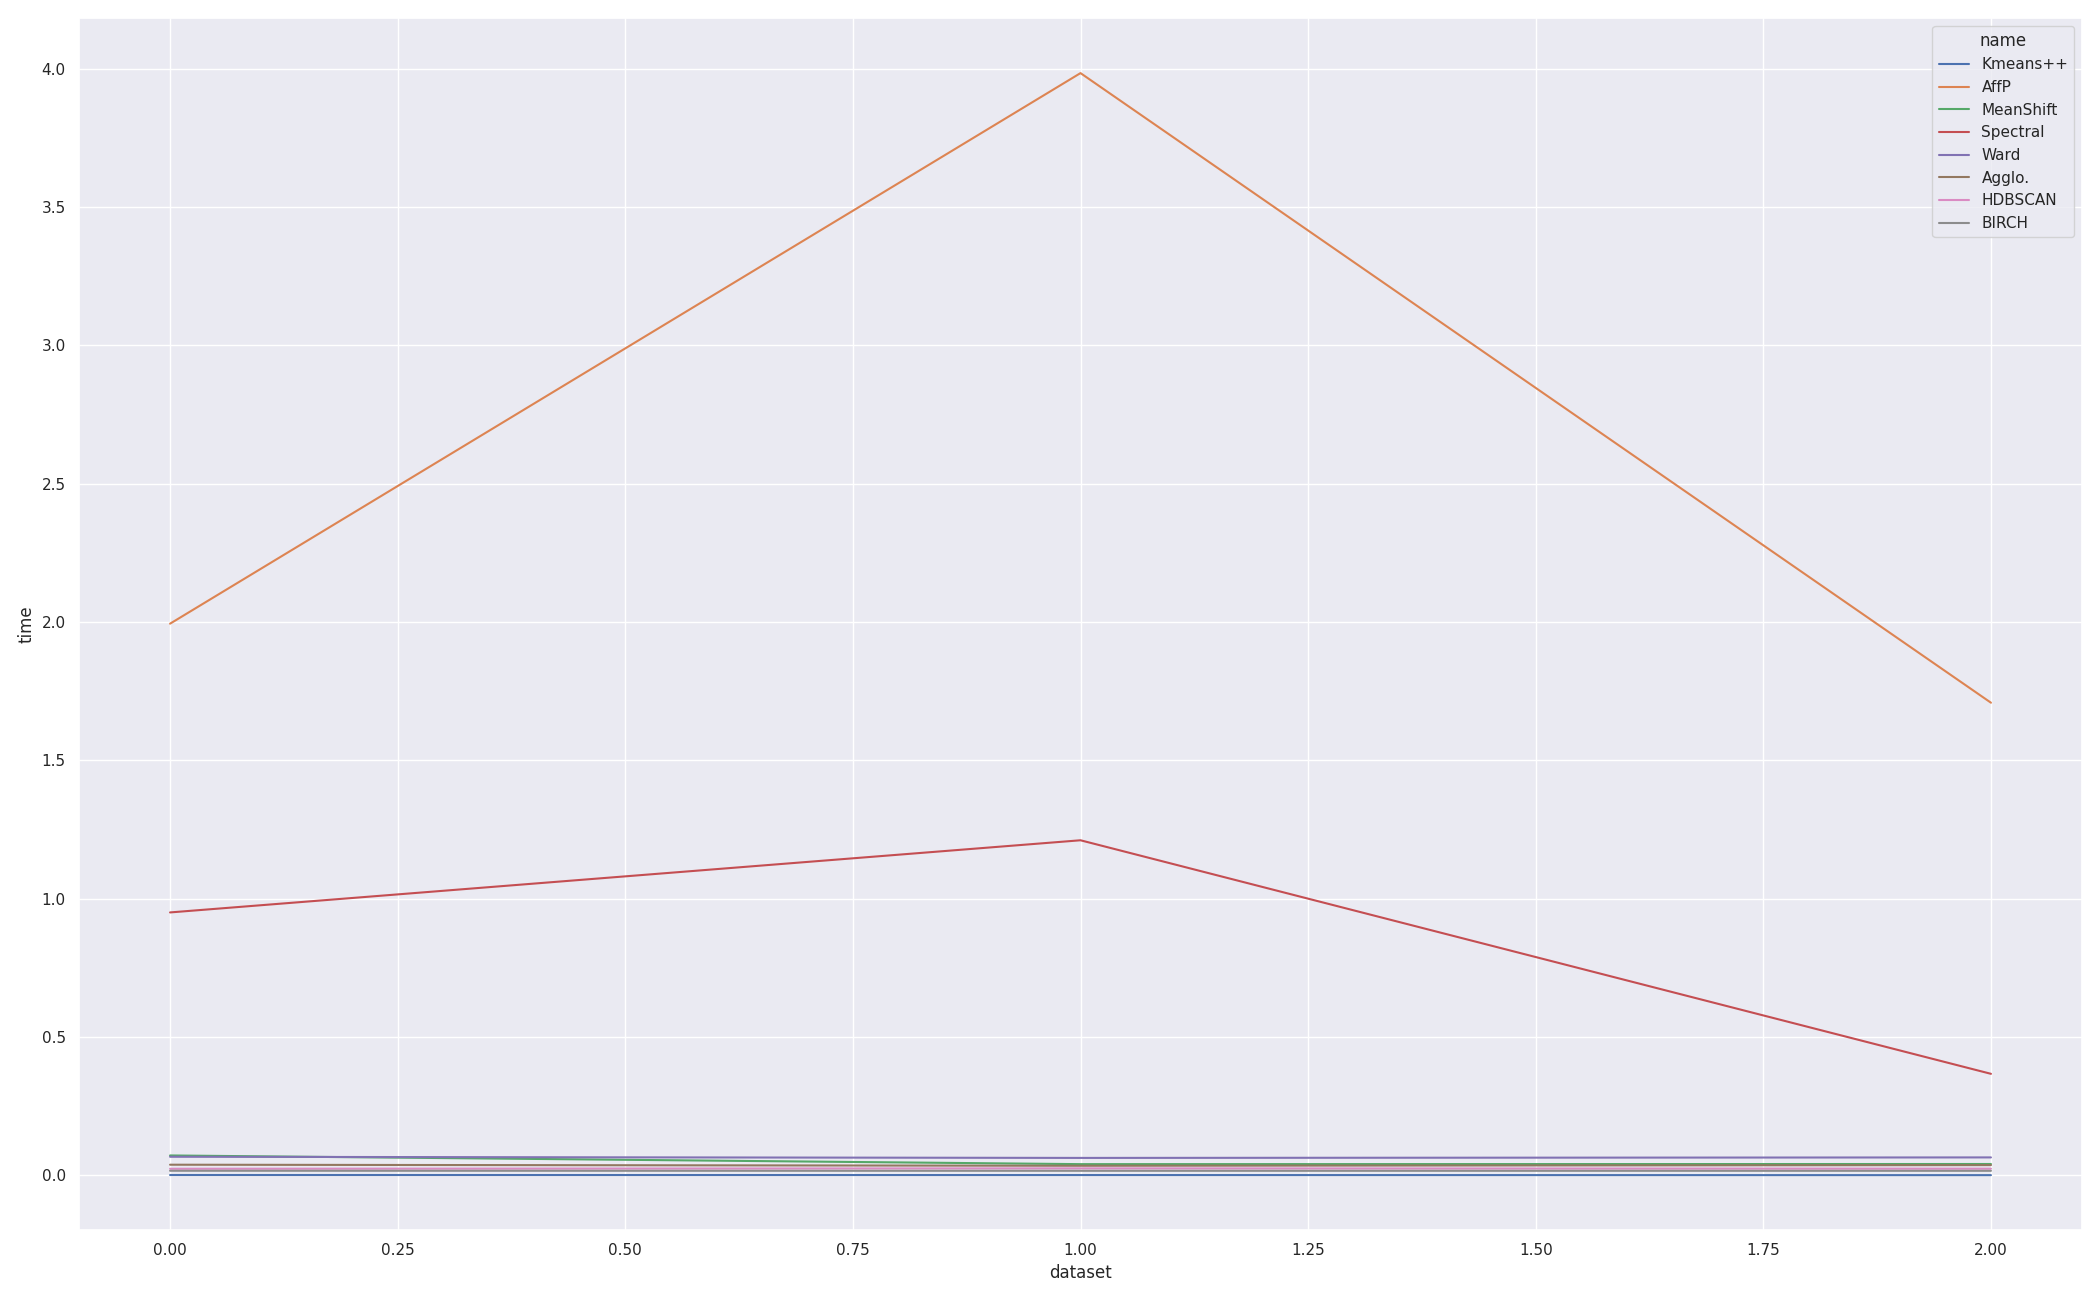 name
Kmeans++
AffP
MeanShift
Spectral
Ward
Agglo.
HDBSCAN
BIRCH
4.0
3.5
3.0
2.5
2.0
1.5
1.0
0.5
0.0
time
0.00 0.25 0.50 0.75 1.00 1.25 1.50 1.75 2.00
dataset